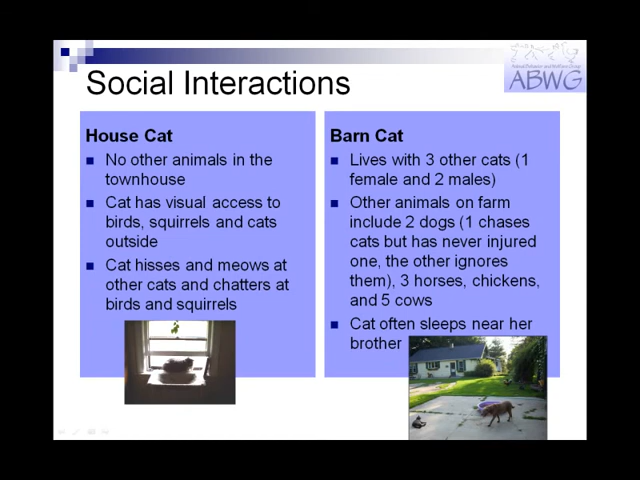 Social Interactions
ABWG
House Cat
No other animals in the
townhouse
Cat has visual access to
birds, squirrels and cats
outside
Cat hisses and meows at
other cats and chatters at
birds and squirrels
Barn Cat
Lives with 3 other cats (1
female and 2 males)
Other animals on farm
include 2 dogs (1 chases
cats but has never injured
one, the other ignores
them), 3 horses, chickens,
and 5 cows
Cat often sleeps near her
brother